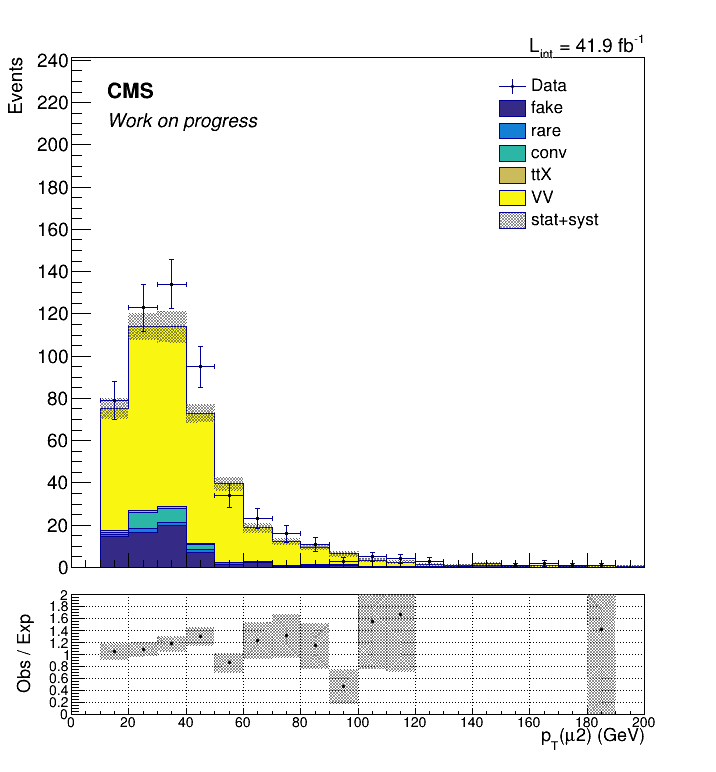 L_int = 41.9 fb^-1
Events
240
220
200
180
160
140
120
100
80
60
40
20
0
CMS
Work on progress
Data
fake
rare
conv
ttX
VV
stat+syst
Obs / Exp
2
1.8
1.6
1.4
1.2
1
0.8
0.6
0.4
0.2
0
0 20 40 60 80 100 120 140 160 180 200
p_T(μ2) (GeV)